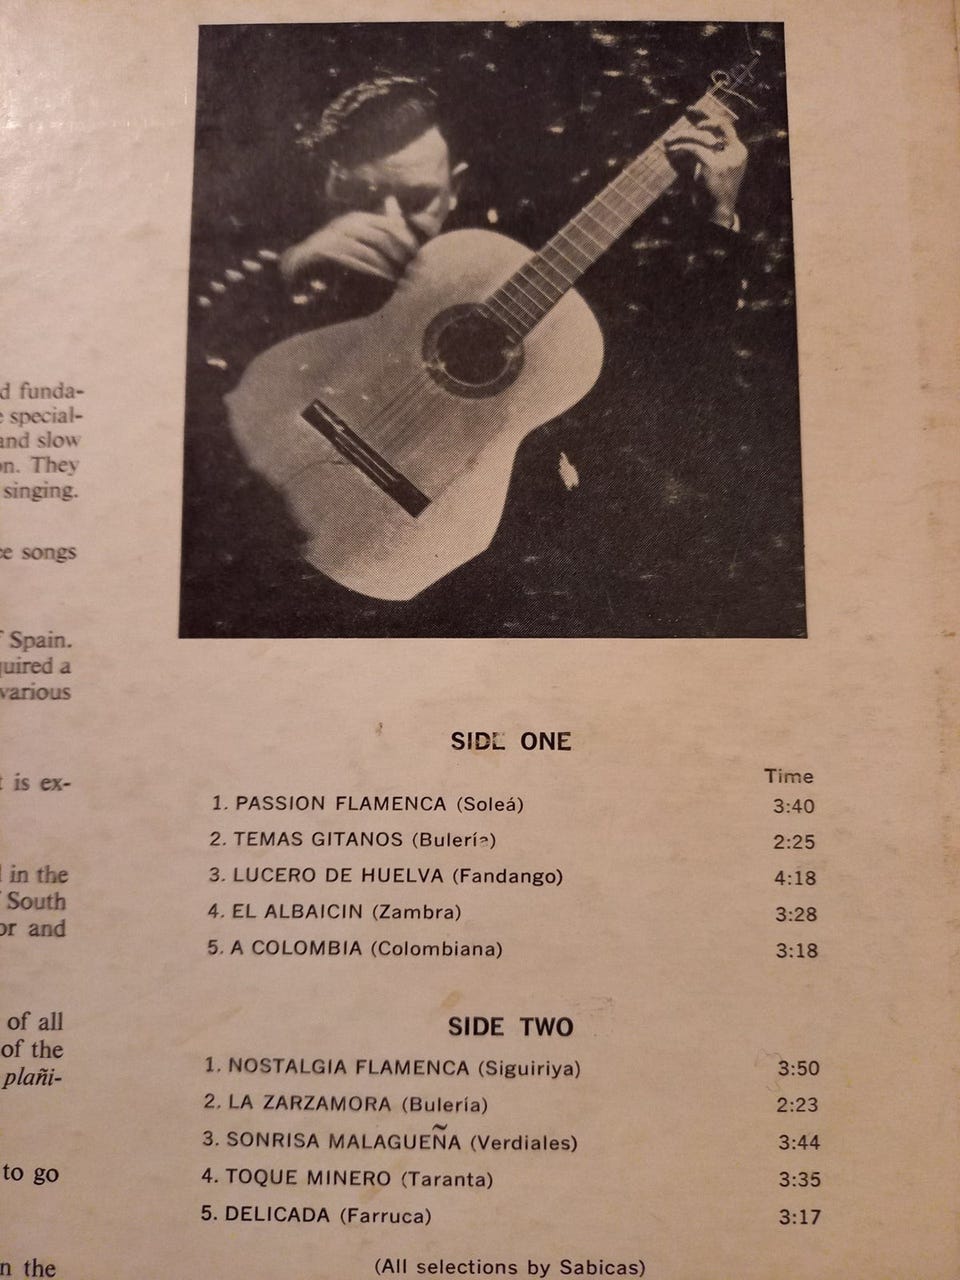 d funda-
e special-
and slow
on. They
singing.
ce songs
f Spain.
quired a
various
t is ex-
l in the
f South
or and
of all
of the
plañi-
to go
n the
SIDE ONE
Time
1. PASSION FLAMENCA (Soleá) 3:40
2. TEMAS GITANOS (Bulería) 2:25
3. LUCERO DE HUELVA (Fandango) 4:18
4. EL ALBAICIN (Zambra) 3:28
5. A COLOMBIA (Colombiana) 3:18
SIDE TWO
1. NOSTALGIA FLAMENCA (Siguiriya) 3:50
2. LA ZARZAMORA (Bulería) 2:23
3. SONRISA MALAGUEÑA (Verdiales) 3:44
4. TOQUE MINERO (Taranta) 3:35
5. DELICADA (Farruca) 3:17
(All selections by Sabicas)